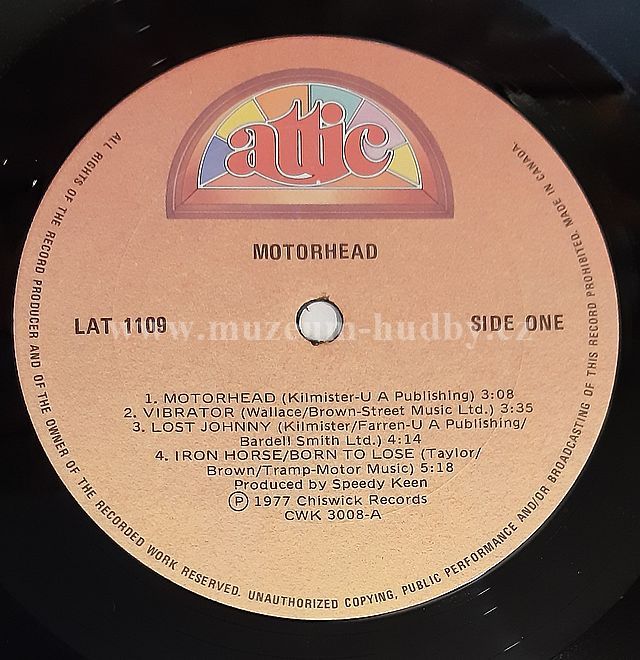 attic
MOTORHEAD
LAT 1109
SIDE ONE
www.muzeum-hudby.cz
1. MOTORHEAD (Kilmister-U A Publishing) 3:08
2. VIBRATOR (Wallace/Brown-Street Music Ltd.) 3:35
3. LOST JOHNNY (Kilmister/Farren-U A Publishing/
Bardell Smith Ltd.) 4:14
4. IRON HORSE/BORN TO LOSE (Taylor/
Brown/Tramp-Motor Music) 5:18
Produced by Speedy Keen
Ⓟ 1977 Chiswick Records
CWK 3008-A
ALL RIGHTS OF THE RECORD PRODUCER AND OF THE OWNER OF THE RECORDED WORK RESERVED. UNAUTHORIZED COPYING, PUBLIC PERFORMANCE AND/OR BROADCASTING OF THIS RECORD PROHIBITED. MADE IN CANADA.